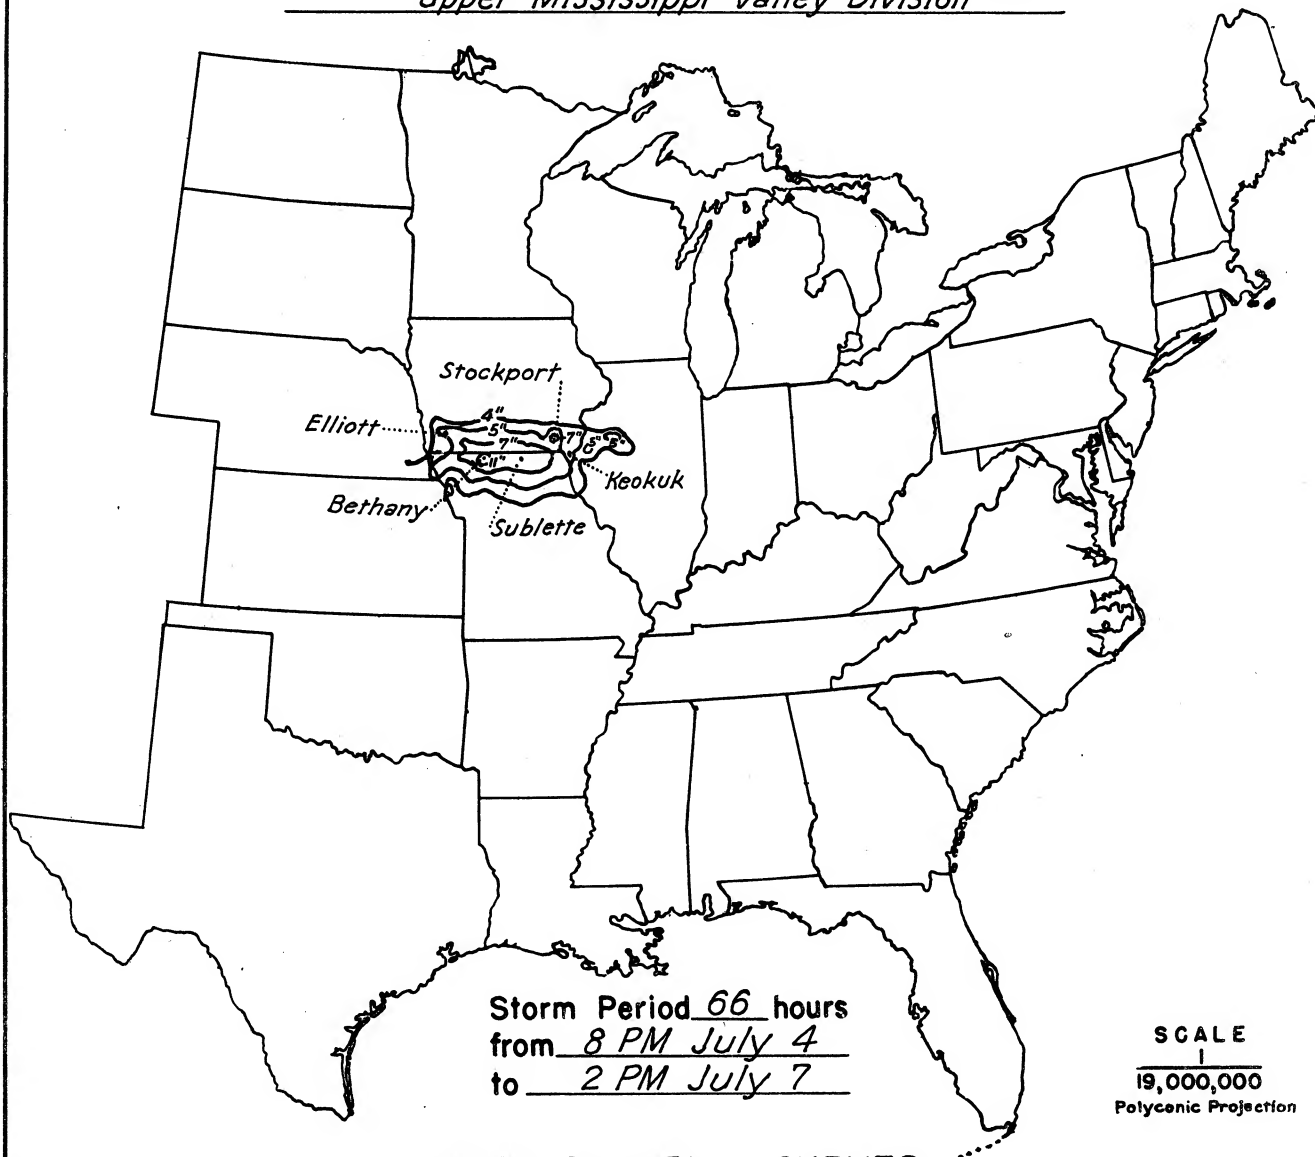 Upper Mississippi Valley Division
Stockport
Elliott
4"
5"
7"
7"
6"
5"
11"
Keokuk
Bethany
Sublette
Storm Period 66 hours
from 8 PM July 4
to 2 PM July 7
SCALE
1
19,000,000
Polyconic Projection